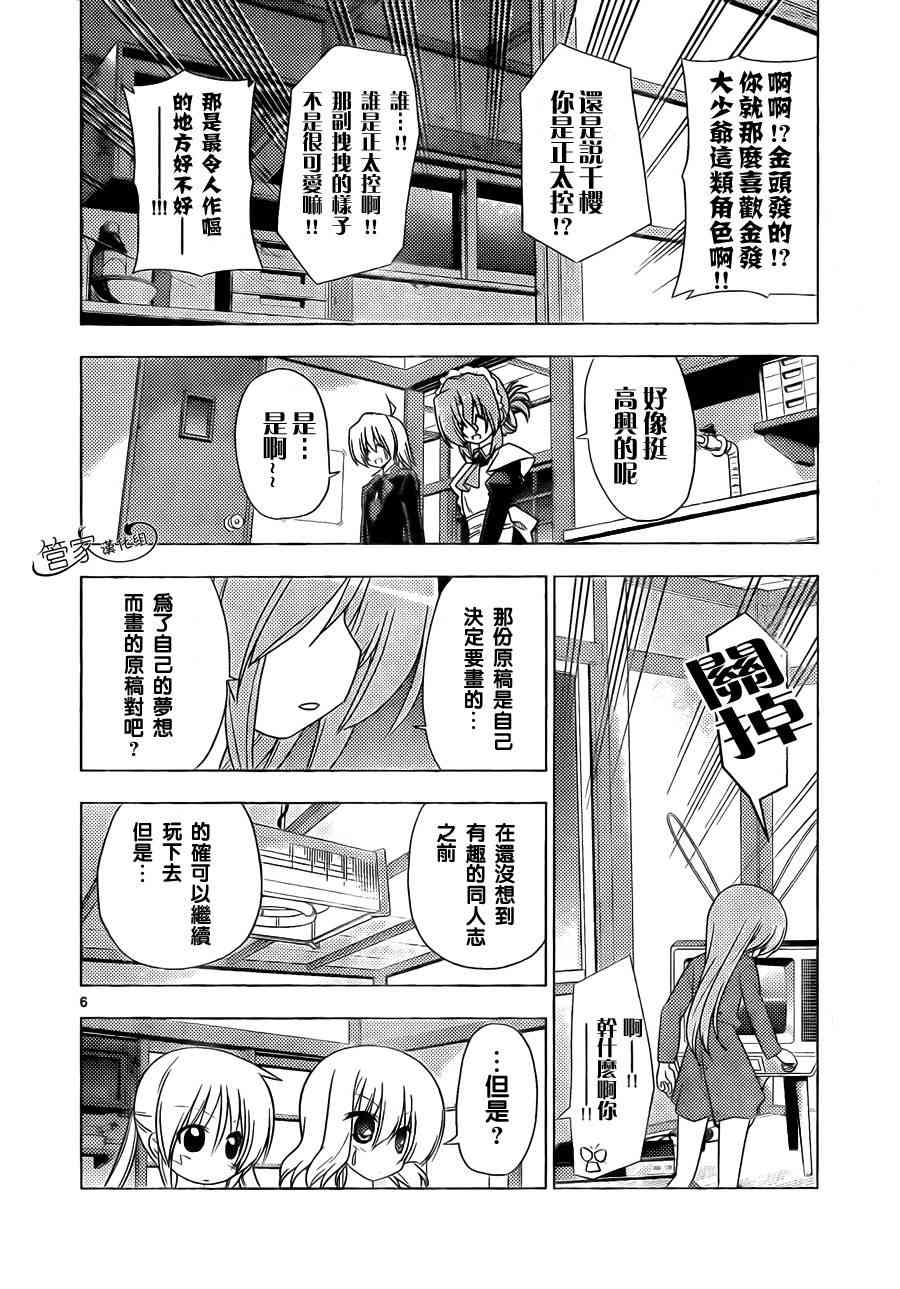 啊啊!?金頭發的!?
你就那麼喜歡金發
大少爺這類角色啊!!
還是說千櫻
你是正太控!?
誰…!!
誰是正太控啊!!
那副拽拽的樣子
不是很可愛嘛!!
那是最令人作嘔
的地方好不好——!!!
好像挺
高興的呢
是…
是啊~
管家漢化組
關掉
啊——!!
幹什麼啊你——!!
那份原稿是自己
決定要畫的…
為了自己的夢想
而畫的原稿對吧?
在還沒想到
有趣的同人志
之前
的確可以繼續
玩下去
但是…
6
…但是?